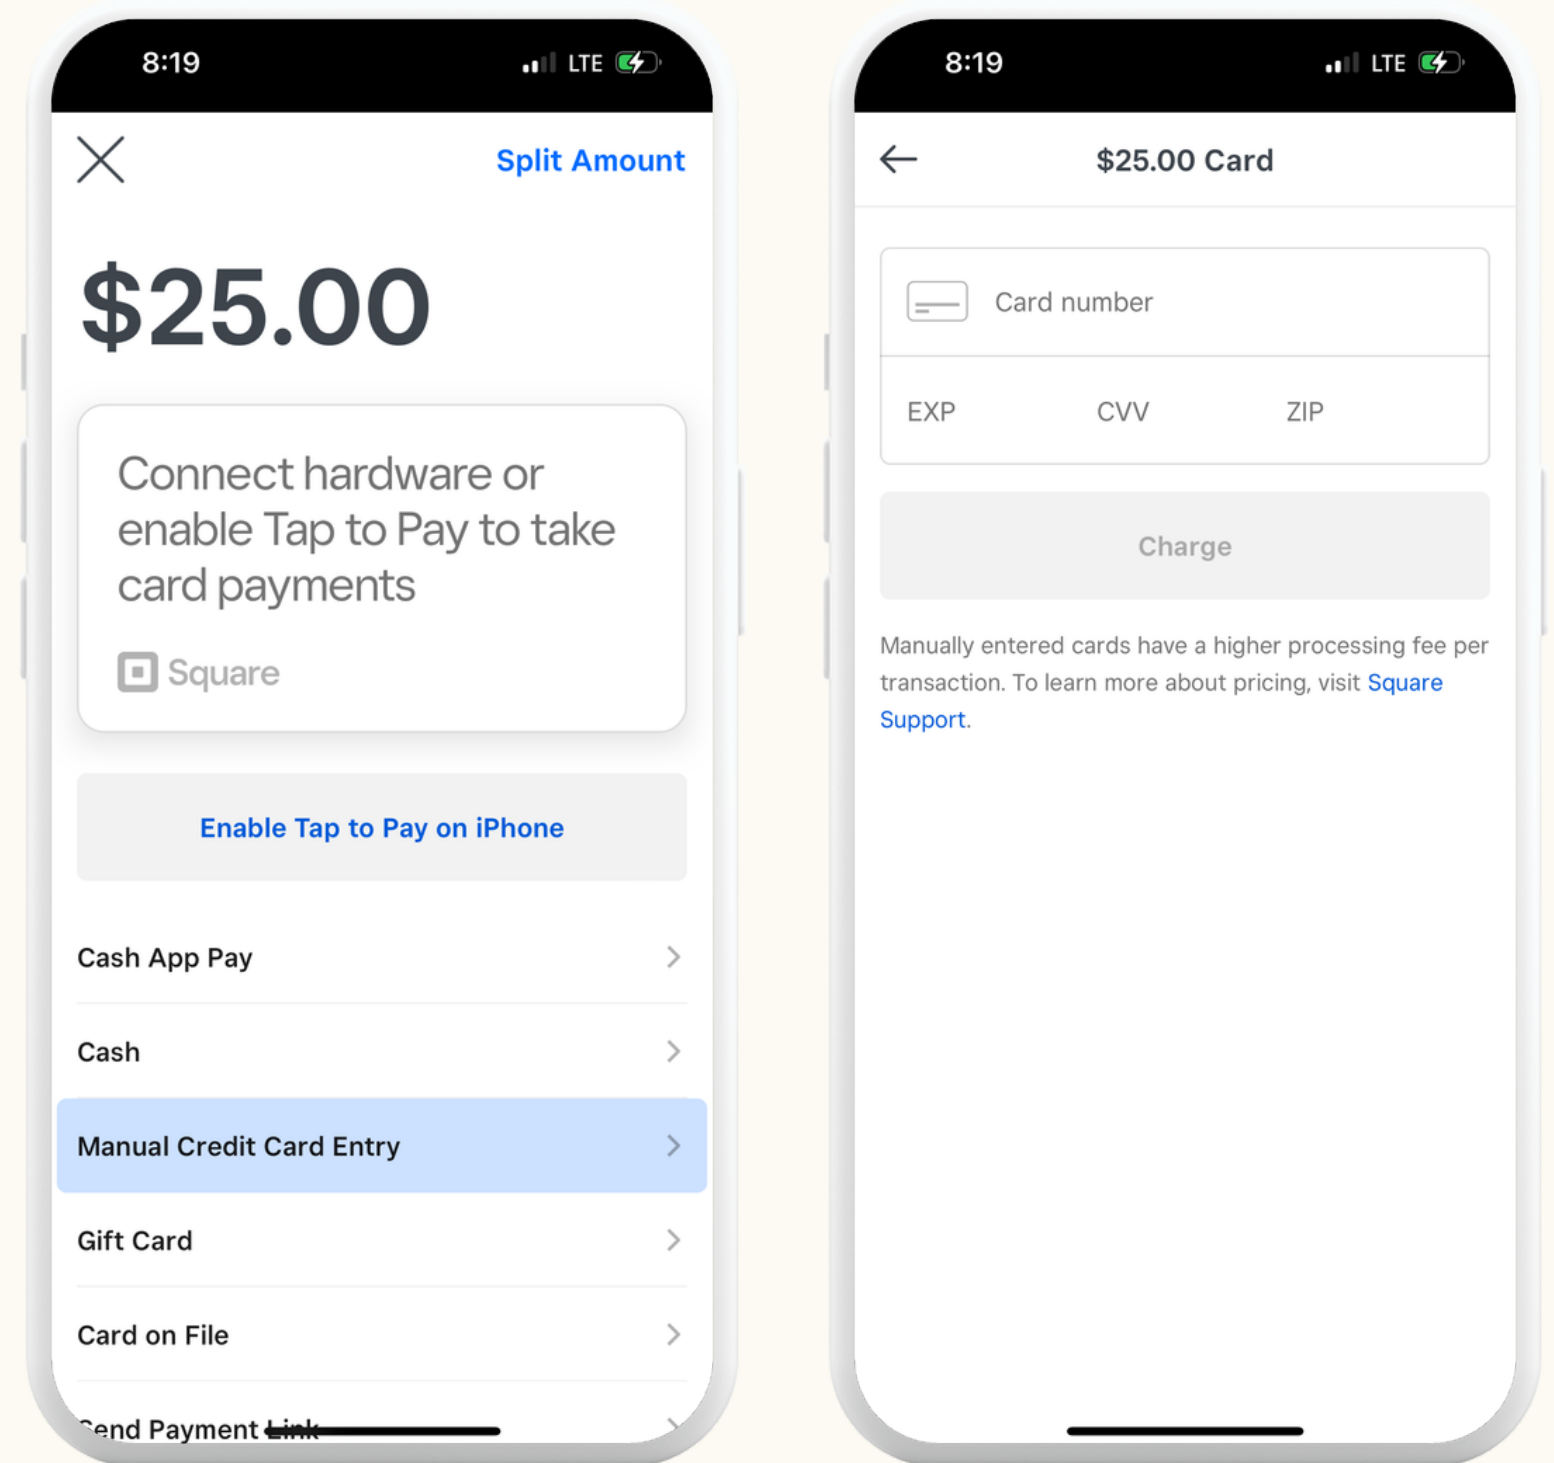 8:19
LTE
Split Amount
$25.00
Connect hardware or
enable Tap to Pay to take
card payments
Square
Enable Tap to Pay on iPhone
Cash App Pay
Cash
Manual Credit Card Entry
Gift Card
Card on File
Send Payment Link
8:19
LTE
$25.00 Card
Card number
EXP CVV ZIP
Charge
Manually entered cards have a higher processing fee per
transaction. To learn more about pricing, visit Square
Support.